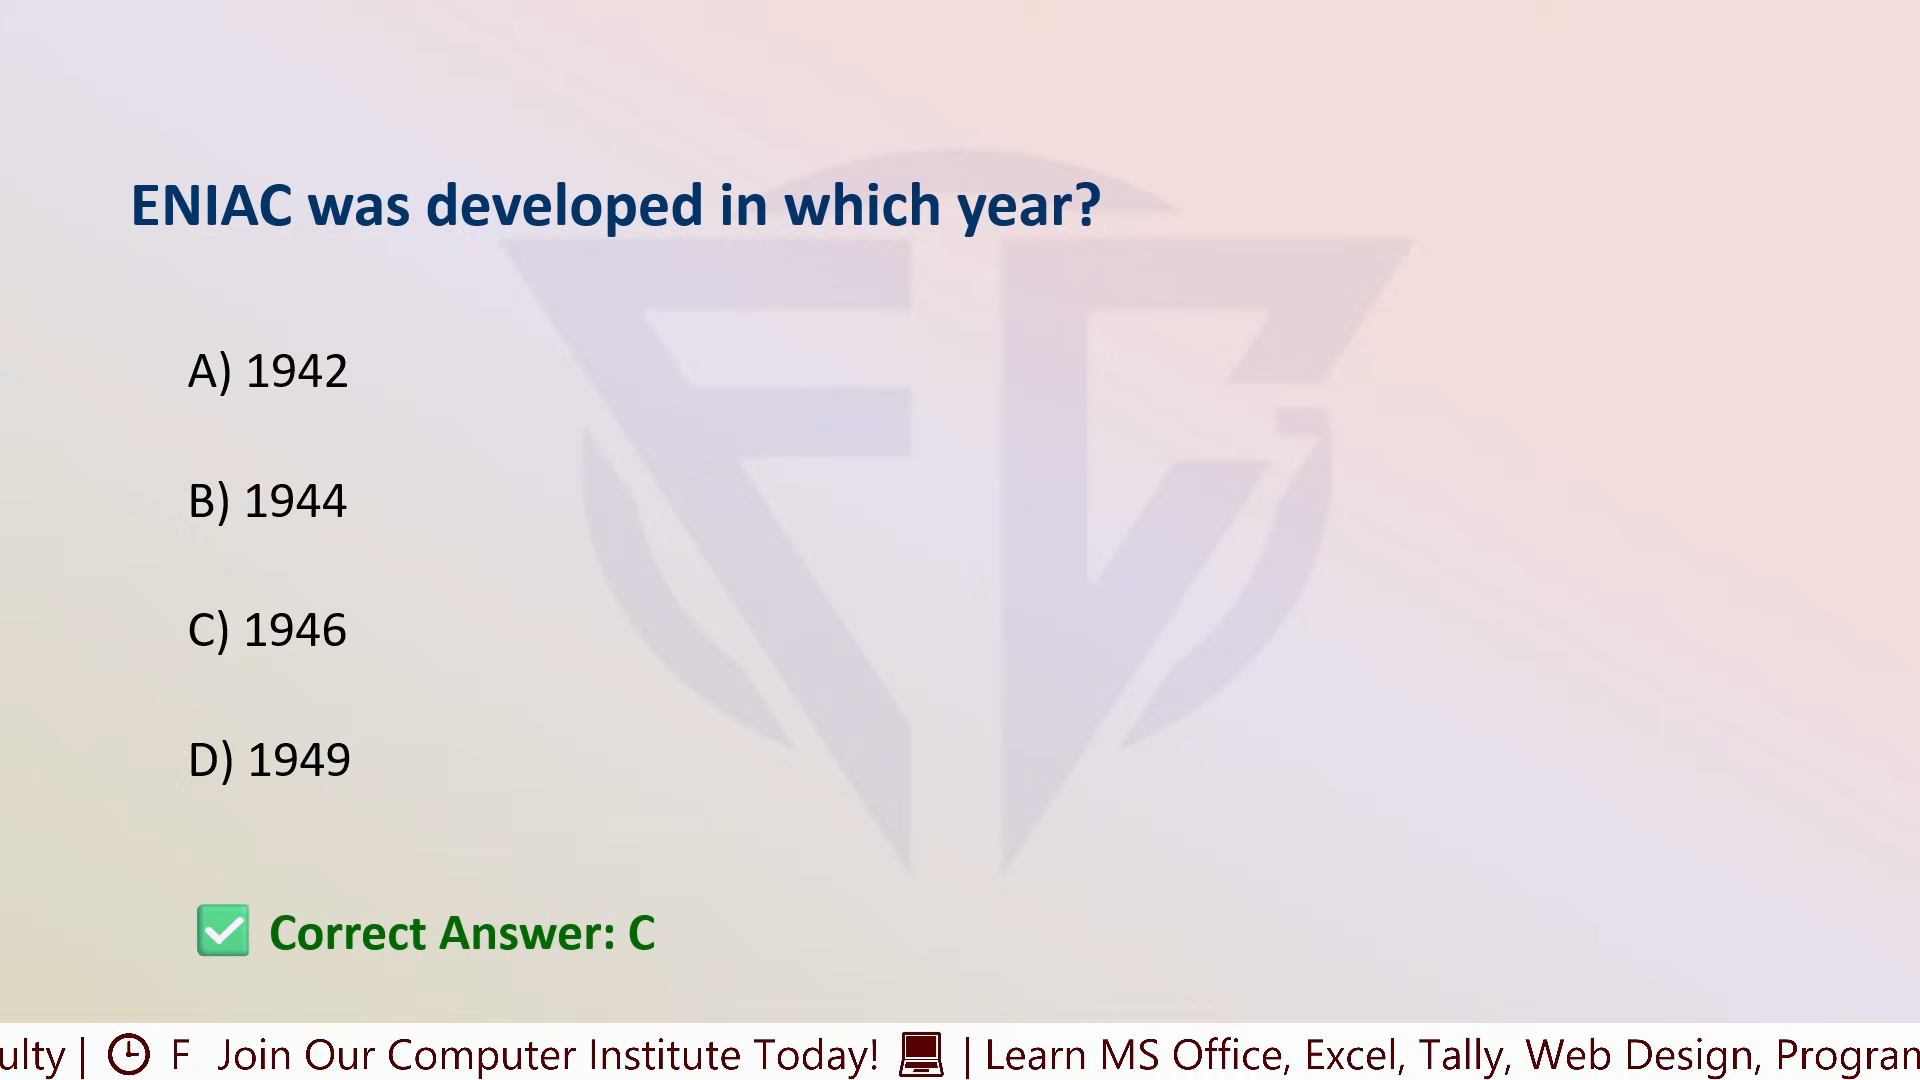 ENIAC was developed in which year?
A) 1942
B) 1944
C) 1946
D) 1949
✅ Correct Answer: C
ulty | 🕒 F Join Our Computer Institute Today! 💻 | Learn MS Office, Excel, Tally, Web Design, Program